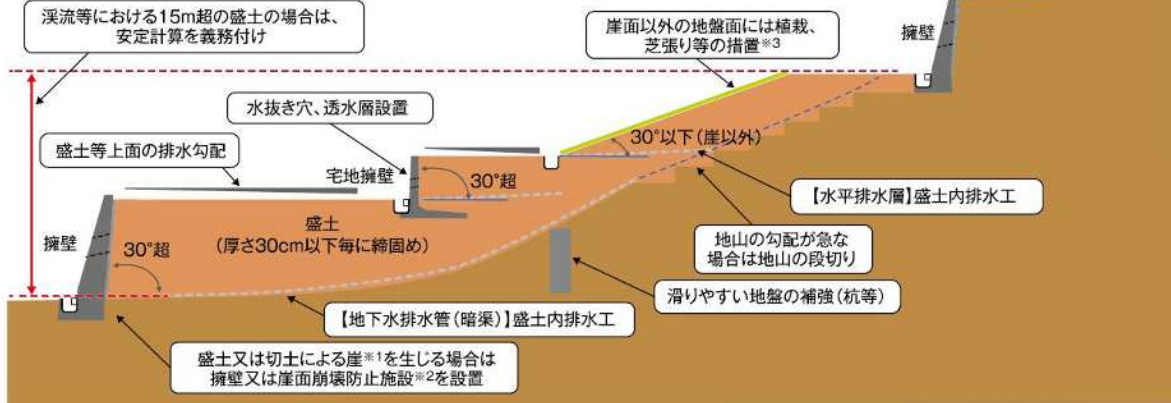 渓流等における15m超の盛土の場合は、
安定計算を義務付け
崖面以外の地盤面には植栽、
芝張り等の措置※3
擁壁
水抜き穴、透水層設置
盛土等上面の排水勾配
宅地擁壁
30°超
30°以下(崖以外)
【水平排水層】盛土内排水工
擁壁
30°超
盛土
(厚さ30cm以下毎に締固め)
地山の勾配が急な
場合は地山の段切り
滑りやすい地盤の補強(杭等)
【地下水排水管(暗渠)】盛土内排水工
盛土又は切土による崖※1を生じる場合は
擁壁又は崖面崩壊防止施設※2を設置